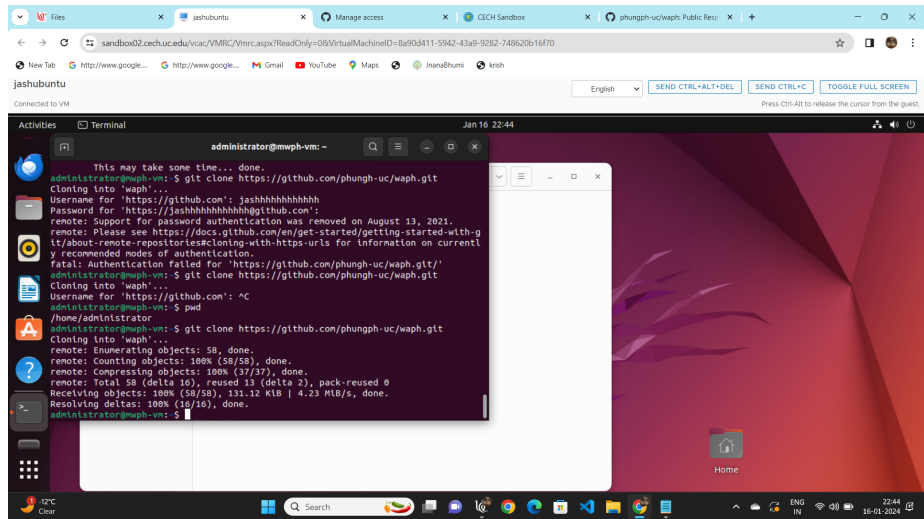 Files
jashubuntu
Manage access
CECH Sandbox
phungph-uc/waph: Public Resp
sandbox02.cech.uc.edu/vcac/VMRC/Vmrc.aspx?ReadOnly=0&VirtualMachineID=8a90d411-5942-43a9-9282-748620b16f70
New Tab
http://www.google...
http://www.google...
Gmail
YouTube
Maps
JnanaBhumi
krish
jashubuntu
English
SEND CTRL+ALT+DEL
SEND CTRL+C
TOGGLE FULL SCREEN
Connected to VM
Press Ctrl-Alt to release the cursor from the guest.
Activities
Terminal
Jan 16 22:44
administrator@mwph-vm: ~
This may take some time... done.
administrator@mwph-vm:~$ git clone https://github.com/phungh-uc/waph.git
Cloning into 'waph'...
Username for 'https://github.com': jashhhhhhhhhhh
Password for 'https://jashhhhhhhhhhh@github.com':
remote: Support for password authentication was removed on August 13, 2021.
remote: Please see https://docs.github.com/en/get-started/getting-started-with-g
it/about-remote-repositories#cloning-with-https-urls for information on currentl
y recommended modes of authentication.
fatal: Authentication failed for 'https://github.com/phungh-uc/waph.git/'
administrator@mwph-vm:~$ git clone https://github.com/phungh-uc/waph.git
Cloning into 'waph'...
Username for 'https://github.com': ^C
administrator@mwph-vm:~$ pwd
/home/administrator
administrator@mwph-vm:~$ git clone https://github.com/phungph-uc/waph.git
Cloning into 'waph'...
remote: Enumerating objects: 58, done.
remote: Counting objects: 100% (58/58), done.
remote: Compressing objects: 100% (37/37), done.
remote: Total 58 (delta 16), reused 13 (delta 2), pack-reused 0
Receiving objects: 100% (58/58), 131.12 KiB | 4.23 MiB/s, done.
Resolving deltas: 100% (16/16), done.
administrator@mwph-vm:~$
Home
1
-12°C
Clear
Search
ENG
IN
22:44
16-01-2024